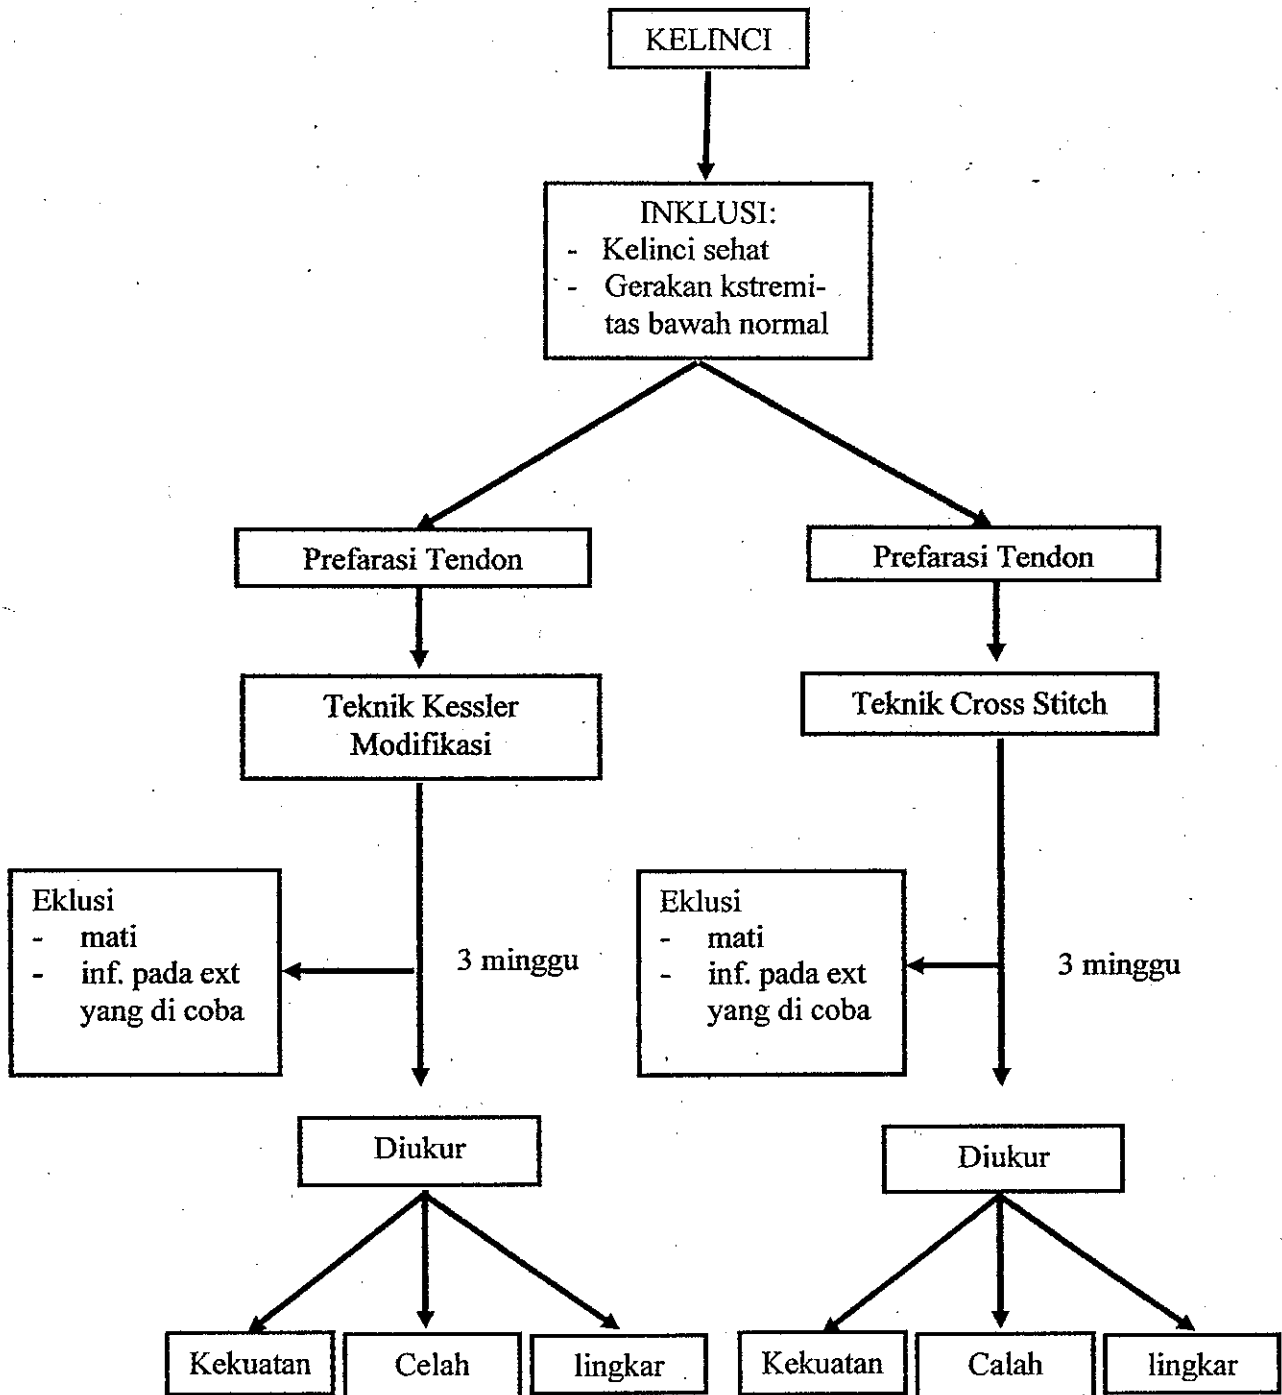 KELINCI
INKLUSI:
- Kelinci sehat
- Gerakan kstremi-
tas bawah normal
Prefarasi Tendon
Prefarasi Tendon
Teknik Kessler
Modifikasi
Teknik Cross Stitch
Eklusi
- mati
- inf. pada ext
yang di coba
3 minggu
Eklusi
- mati
- inf. pada ext
yang di coba
3 minggu
Diukur
Diukur
Kekuatan
Celah
lingkar
Kekuatan
Calah
lingkar